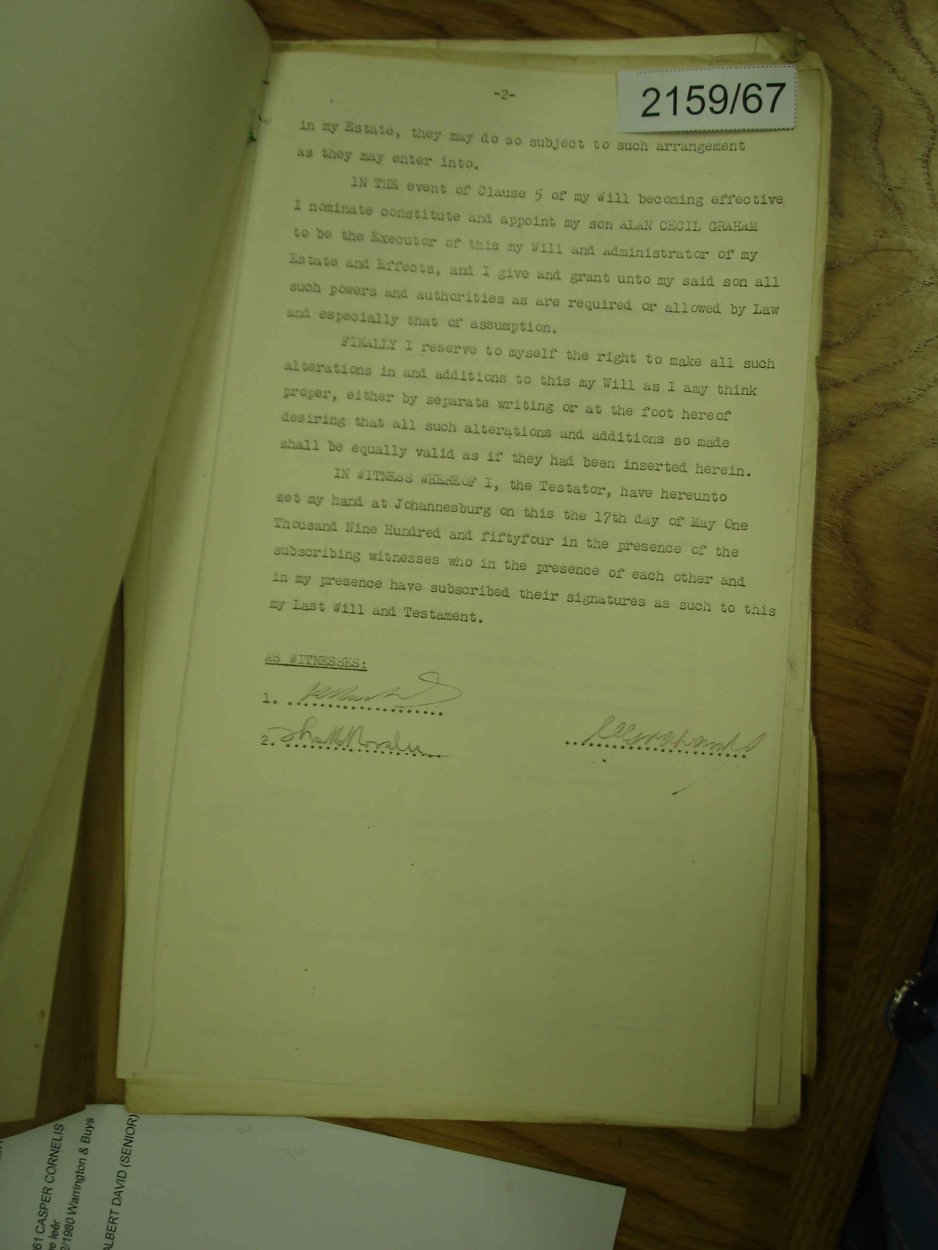 -2-
2159/67
in my Estate, they may do so subject to such arrangement
as they may enter into.
IN THE event of Clause 5 of my Will becoming effective
I nominate constitute and appoint my son ALAN CECIL GRAHAM
to be the Executor of this my Will and Administrator of my
Estate and Effects, and I give and grant unto my said son all
such powers and authorities as are required or allowed by Law
and especially that of assumption.
FINALLY I reserve to myself the right to make all such
alterations in and additions to this my Will as I amy think
proper, either by separate writing or at the foot hereof
desiring that all such alterations and additions so made
shall be equally valid as if they had been inserted herein.
IN WITNESS WHEREOF I, the Testator, have hereunto
set my hand at Johannesburg on this the 17th day of May One
Thousand Nine Hundred and fiftyfour in the presence of the
subscribing witnesses who in the presence of each other and
in my presence have subscribed their signatures as such to this
my Last Will and Testament.
AS WITNESSES:
1.
2.
61 CASPER CORNELIS
leër
/1980 Warrington & Buys
ALBERT DAVID (SENIOR)